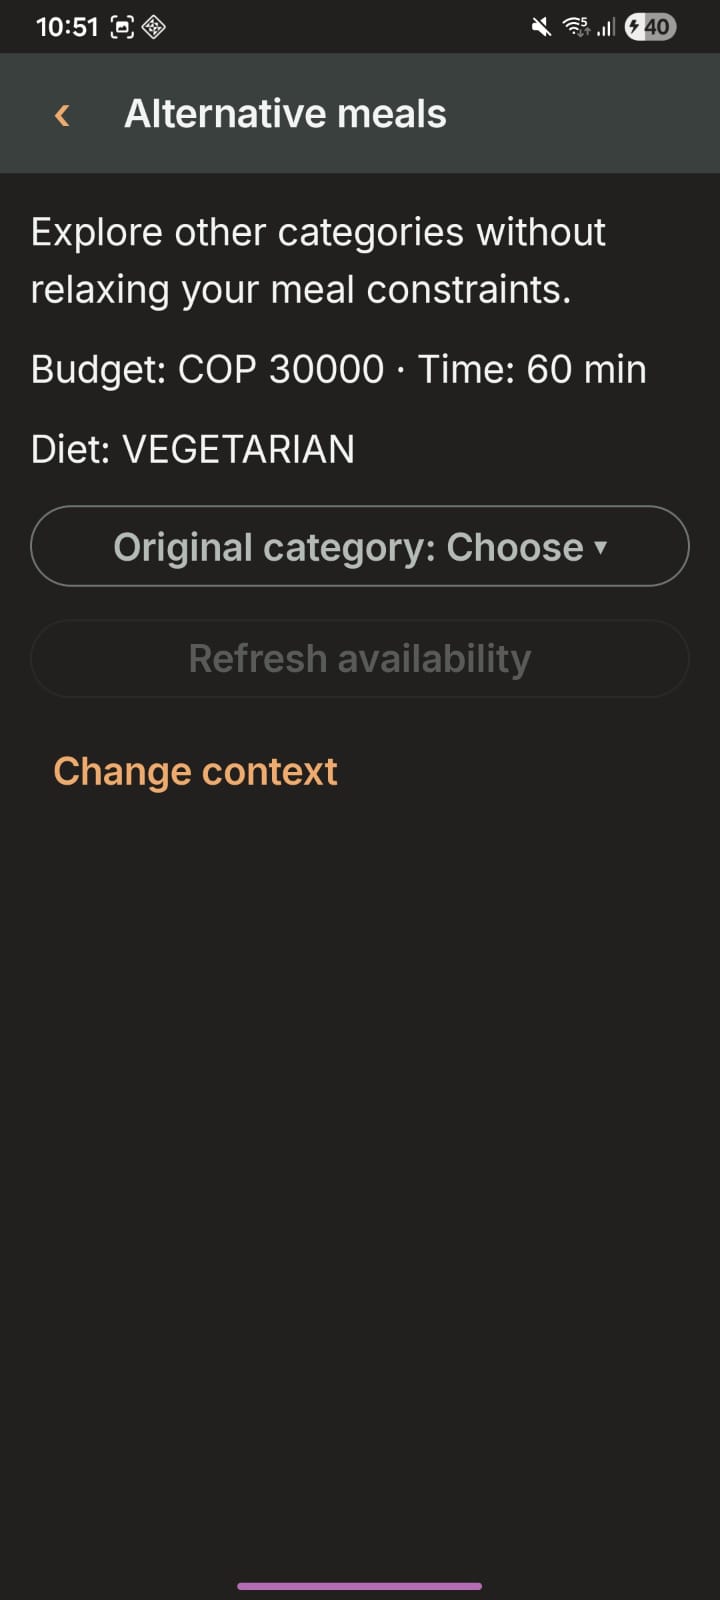 10:51
5
40
Alternative meals
Explore other categories without
relaxing your meal constraints.
Budget: COP 30000 · Time: 60 min
Diet: VEGETARIAN
Original category: Choose ▾
Refresh availability
Change context